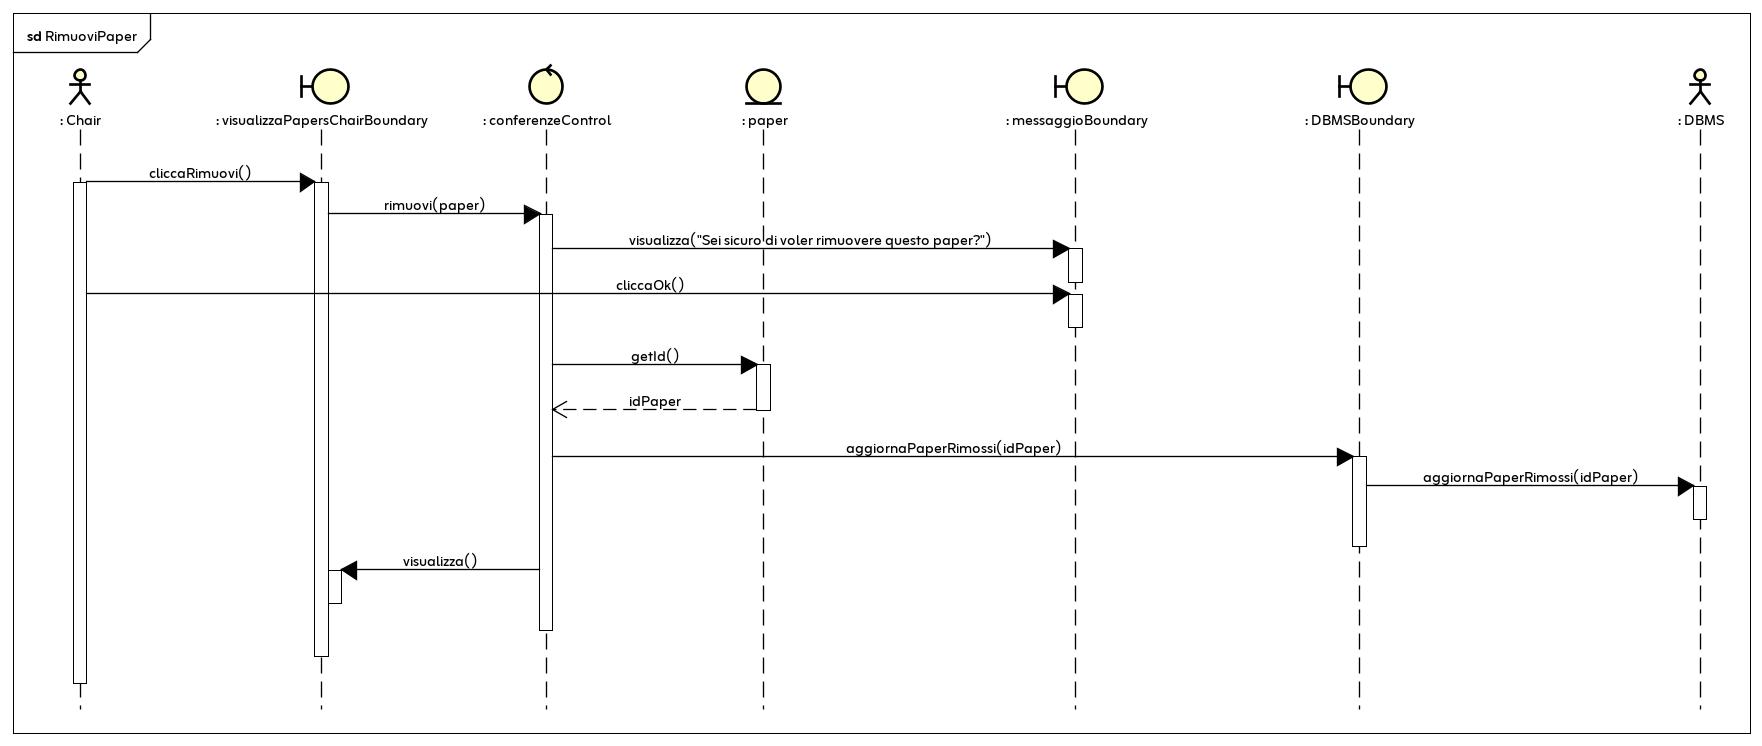 sd RimuoviPaper
: Chair
: visualizzaPapersChairBoundary
: conferenzeControl
: paper
: messaggioBoundary
: DBMSBoundary
: DBMS
cliccaRimuovi()
rimuovi(paper)
visualizza("Sei sicuro di voler rimuovere questo paper?")
cliccaOk()
getId()
idPaper
aggiornaPaperRimossi(idPaper)
aggiornaPaperRimossi(idPaper)
visualizza()